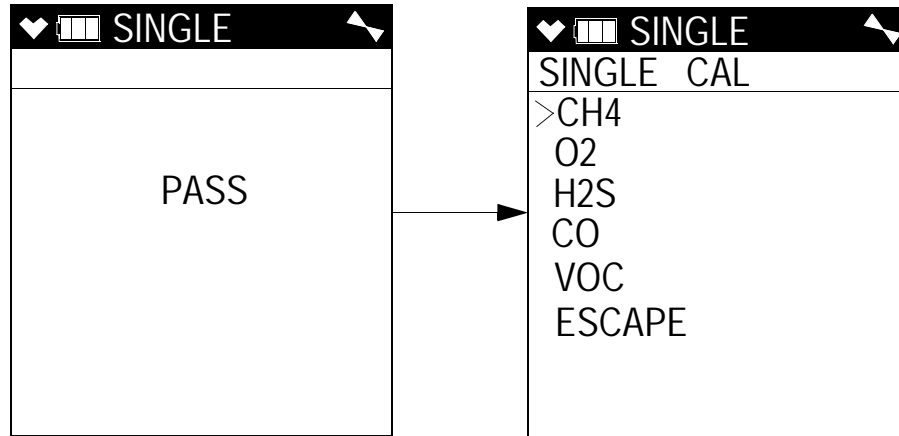 SINGLE
PASS
SINGLE
SINGLE CAL
>CH4
O2
H2S
CO
VOC
ESCAPE